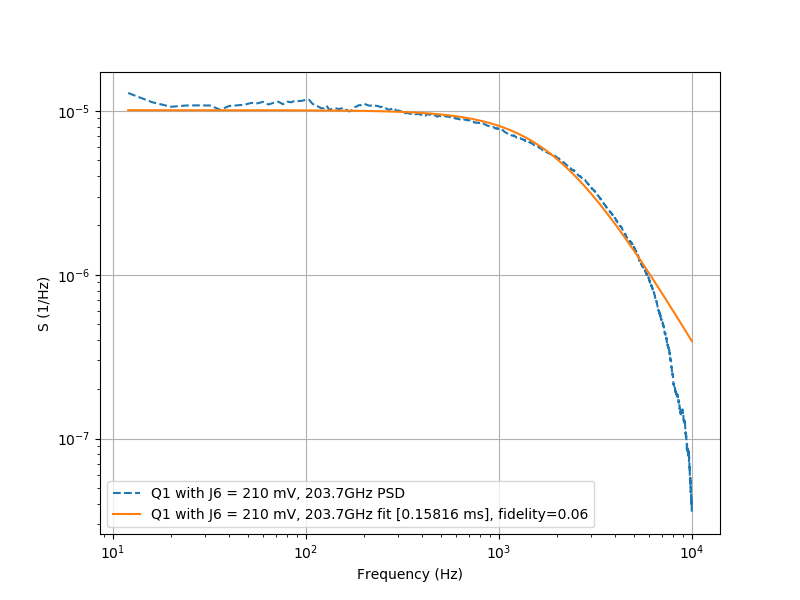 10⁻⁵
10⁻⁶
10⁻⁷
S (1/Hz)
Q1 with J6 = 210 mV, 203.7GHz PSD
Q1 with J6 = 210 mV, 203.7GHz fit [0.15816 ms], fidelity=0.06
10¹ 10² 10³ 10⁴
Frequency (Hz)